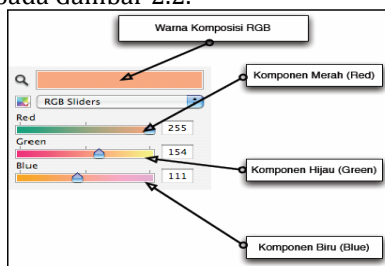 pada Gambar 2.2.
Warna Komposisi RGB
Komponen Merah (Red)
RGB Sliders
Red
255
Green
154
Komponen Hijau (Green)
Blue
111
Komponen Biru (Blue)